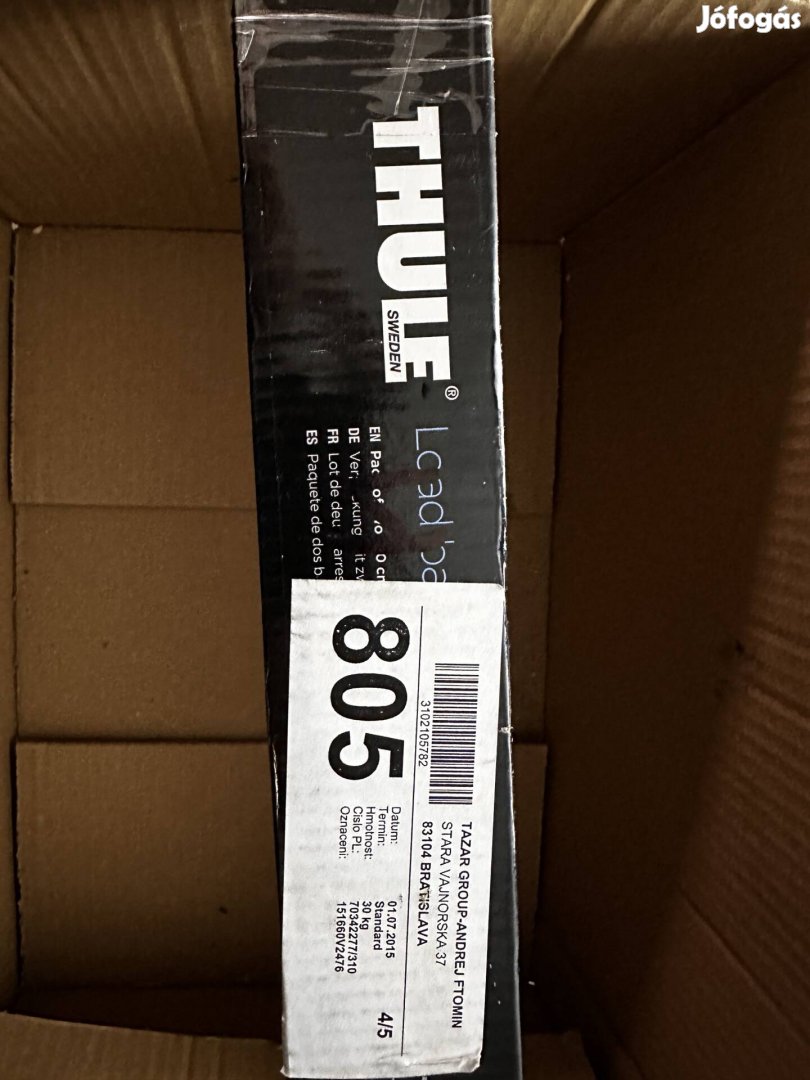 Jófogás
THULE®
SWEDEN
EN
DE
FR Lot de
ES Paquete de dos
3102105782
TAZAR GROUP-ANDREJ FTOMIN
STARA VAJNORSKA 37
83104 BRATISLAVA
805
Datum: 01.07.2015
Termin: Standard
Hmotnost: 30 kg
Cislo PL: 70342277/310
Oznaceni: 151660V2476
4/5